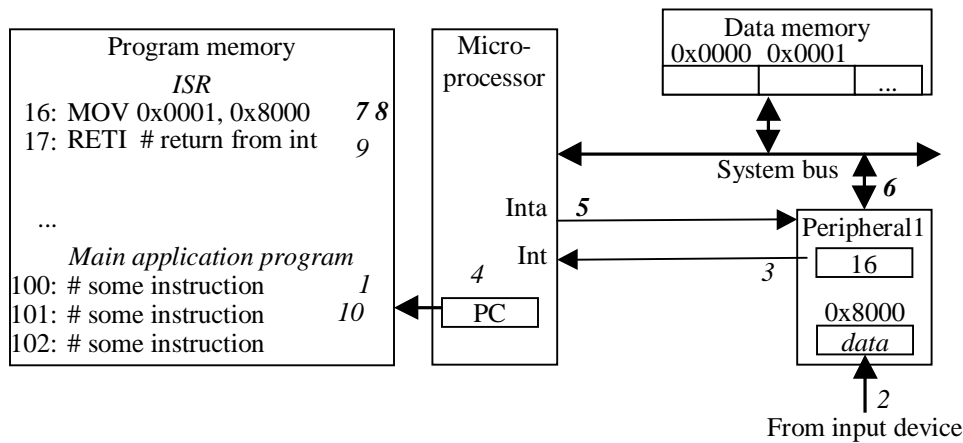 Program memory
ISR
16: MOV 0x0001, 0x8000 7 8
17: RETI # return from int 9
...
Main application program
100: # some instruction 1
101: # some instruction 10
102: # some instruction
Micro-
processor
Inta
Int
4
PC
Data memory
0x0000 0x0001
...
System bus
5
6
3
Peripheral1
16
0x8000
data
2
From input device